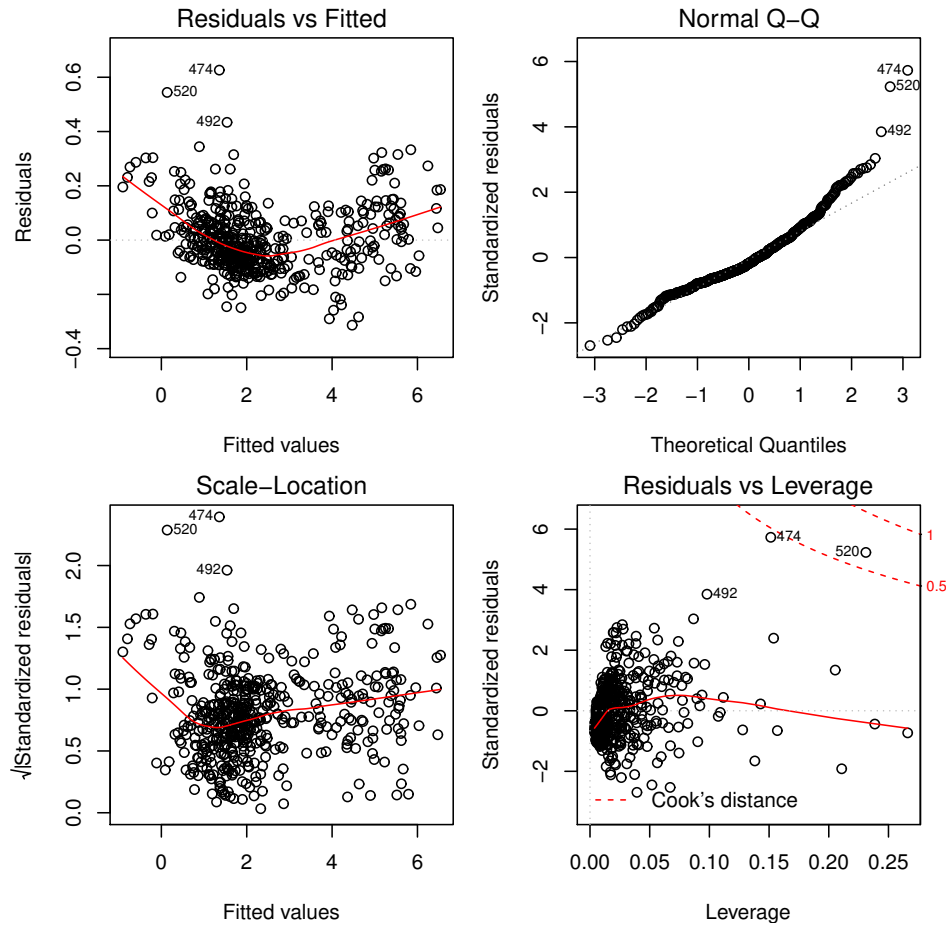 Residuals vs Fitted
Residuals
−0.4 0.0 0.2 0.4 0.6
474
520
492
0 2 4 6
Fitted values
Normal Q−Q
Standardized residuals
−2 0 2 4 6
474
520
492
−3 −2 −1 0 1 2 3
Theoretical Quantiles
Scale−Location
√|Standardized residuals|
0.0 0.5 1.0 1.5 2.0
474
520
492
0 2 4 6
Fitted values
Residuals vs Leverage
Standardized residuals
−2 0 2 4 6
474
520
492
1
0.5
Cook's distance
0.00 0.05 0.10 0.15 0.20 0.25
Leverage